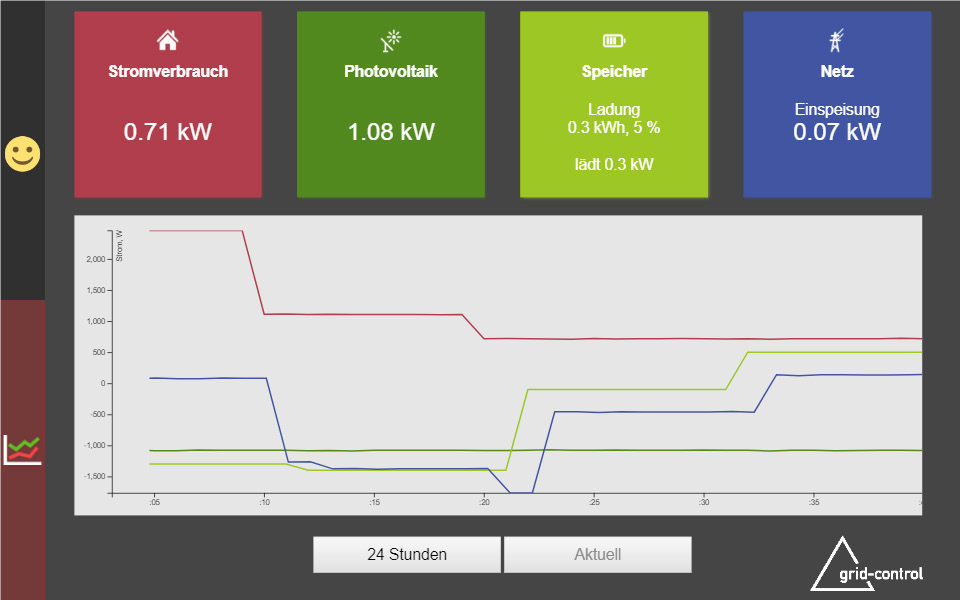 Stromverbrauch
0.71 kW
Photovoltaik
1.08 kW
Speicher
Ladung
0.3 kWh, 5 %
lädt 0.3 kW
Netz
Einspeisung
0.07 kW
Strom, W
2,000
1,500
1,000
500
0
-500
-1,000
-1,500
:05
:10
:15
:20
:25
:30
:35
24 Stunden
Aktuell
grid-control